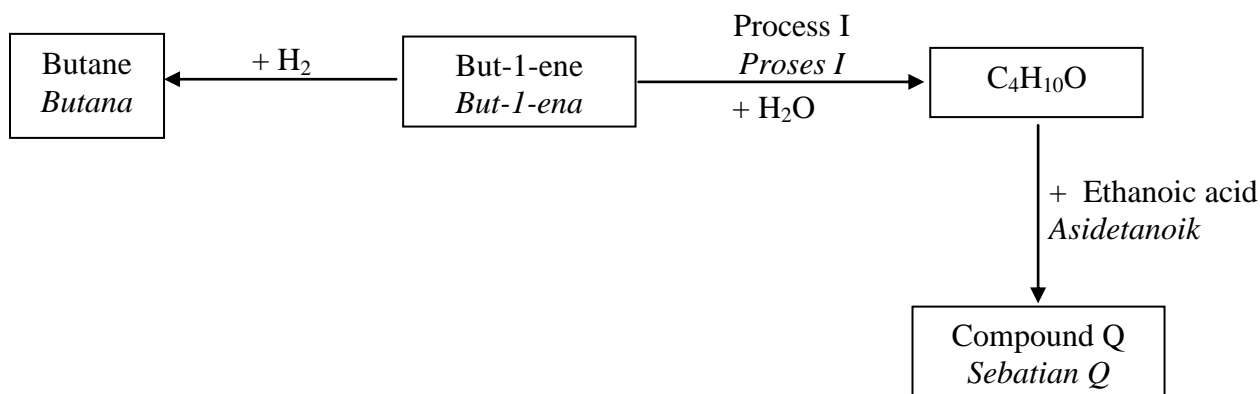 Butane
Butana
+ H₂
But-1-ene
But-1-ena
Process I
Proses I
+ H₂O
C₄H₁₀O
+ Ethanoic acid
Asidetanoik
Compound Q
Sebatian Q